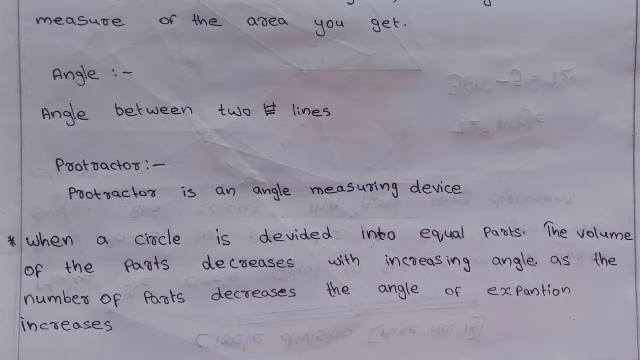 measure of the area you get.
Angle :-
Angle between two lines
Protractor:-
Protractor is an angle measuring device
* when a circle is devided into equal parts. The volume
of the parts decreases with increasing angle as the
number of parts decreases the angle of expantion
increases